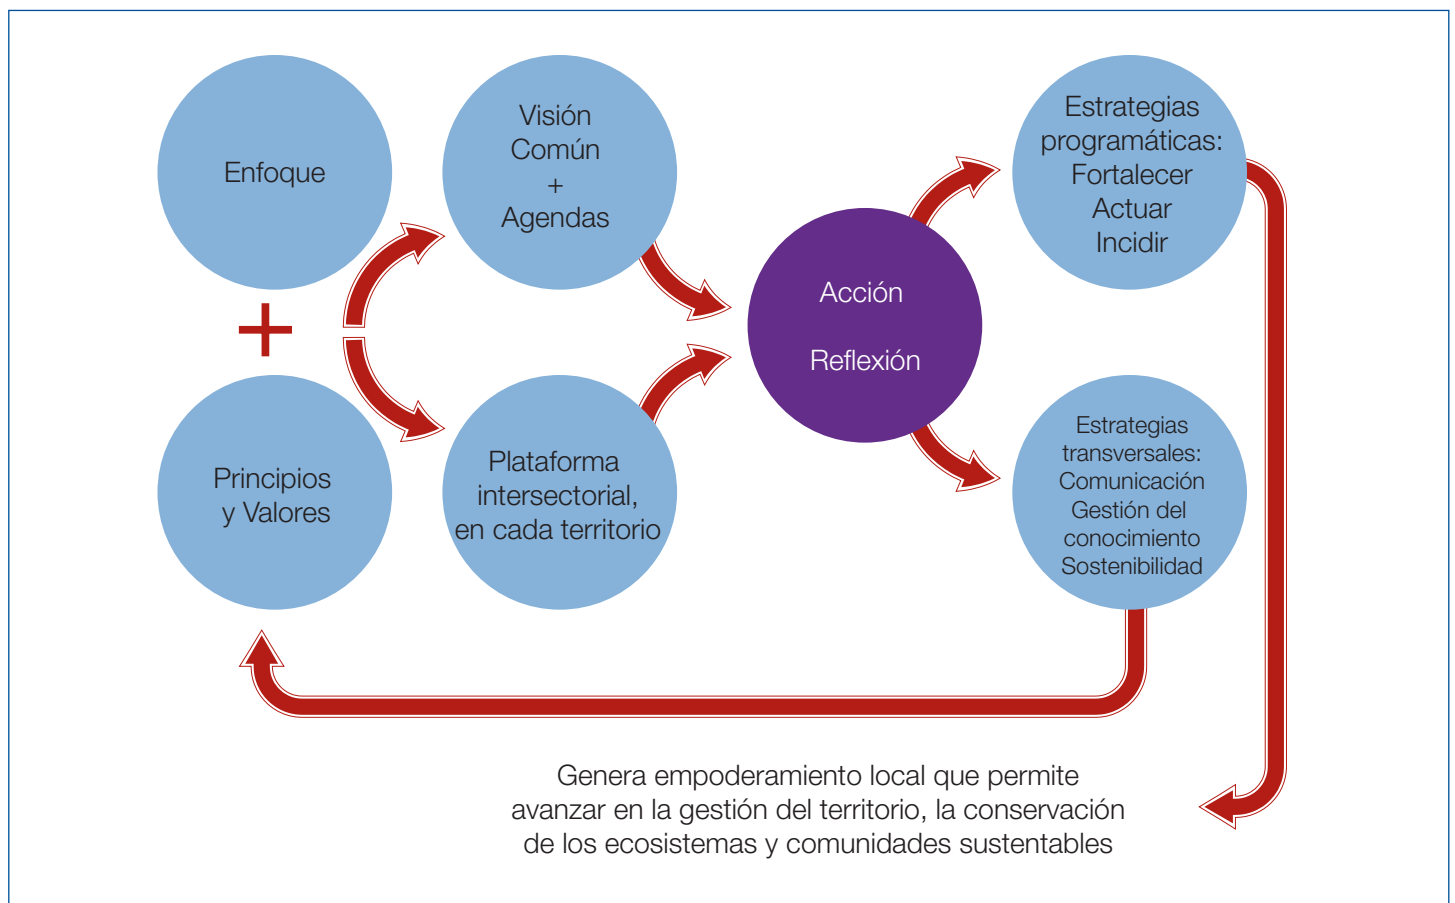 Enfoque
+
Principios
y Valores
Visión
Común
+
Agendas
Plataforma
intersectorial,
en cada territorio
Acción
Reflexión
Estrategias
programáticas:
Fortalecer
Actuar
Incidir
Estrategias
transversales:
Comunicación
Gestión del
conocimiento
Sostenibilidad
Genera empoderamiento local que permite
avanzar en la gestión del territorio, la conservación
de los ecosistemas y comunidades sustentables